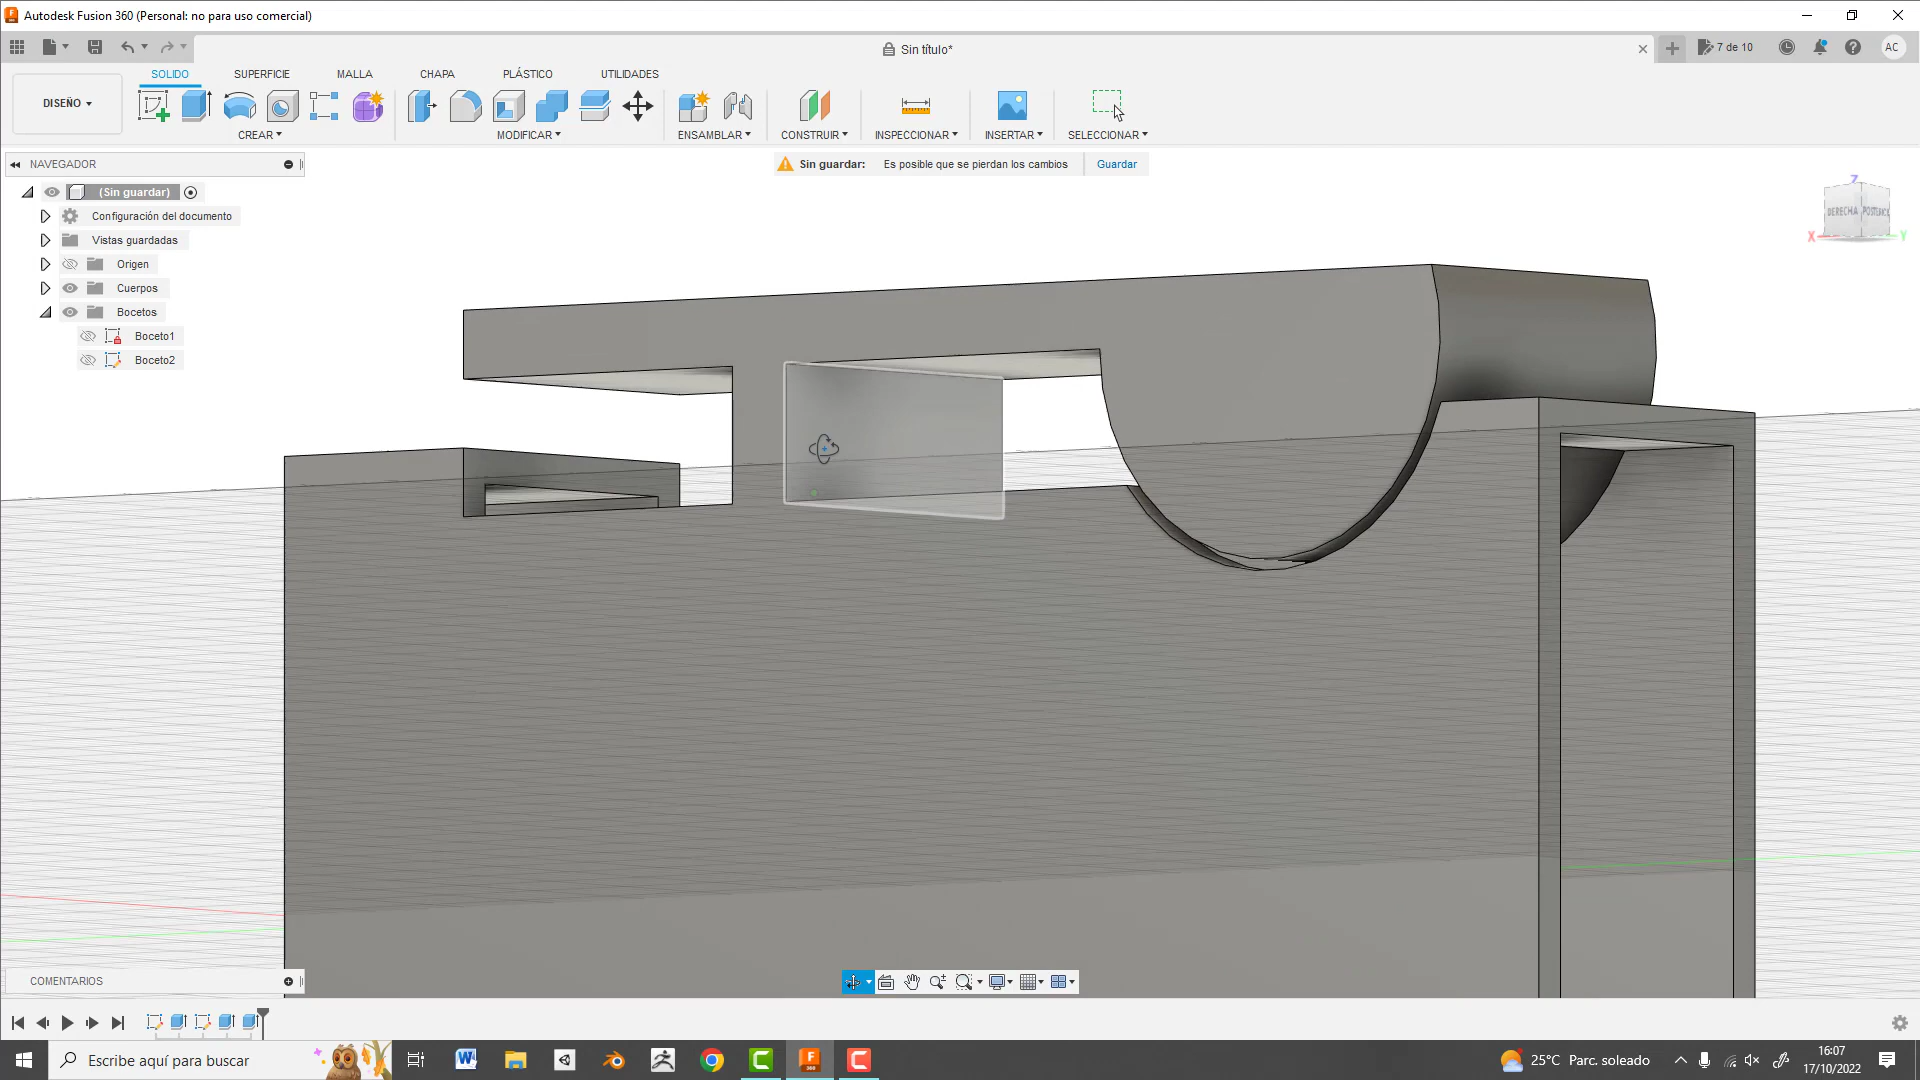 Autodesk Fusion 360 (Personal: no para uso comercial)
Sin título*
7 de 10
AC
DISEÑO
SOLIDO
SUPERFICIE
MALLA
CHAPA
PLÁSTICO
UTILIDADES
CREAR
MODIFICAR
ENSAMBLAR
CONSTRUIR
INSPECCIONAR
INSERTAR
SELECCIONAR
NAVEGADOR
Sin guardar:
Es posible que se pierdan los cambios
Guardar
(Sin guardar)
Configuración del documento
Vistas guardadas
Origen
Cuerpos
Bocetos
Boceto1
Boceto2
Z
DERECHA
X
Y
COMENTARIOS
Escribe aquí para buscar
25°C Parc. soleado
16:07
17/10/2022